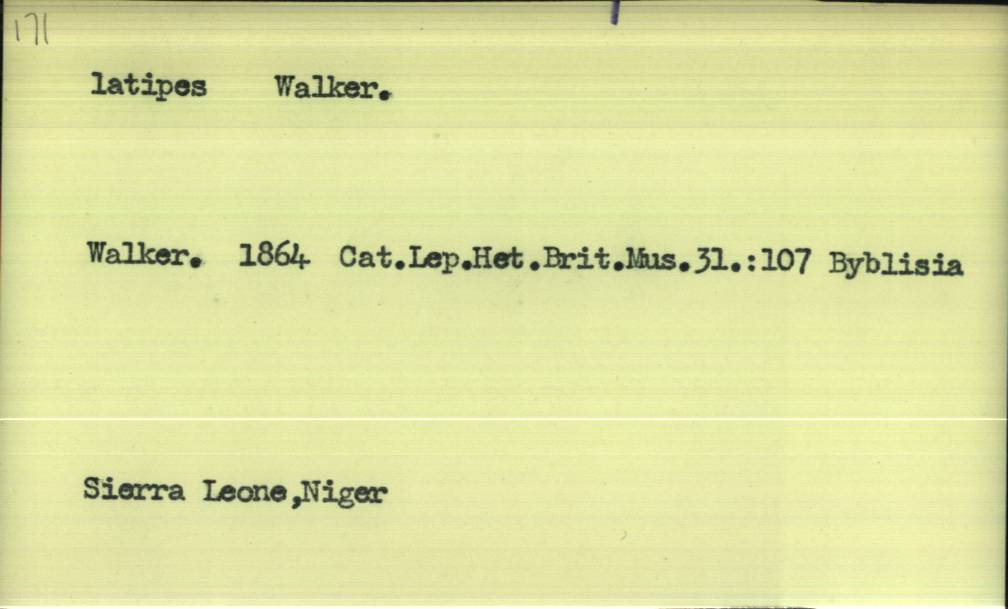 171
latipes Walker.
Walker. 1864 Cat.Lep.Het.Brit.Mus.31.:107 Byblisia
Sierra Leone,Niger